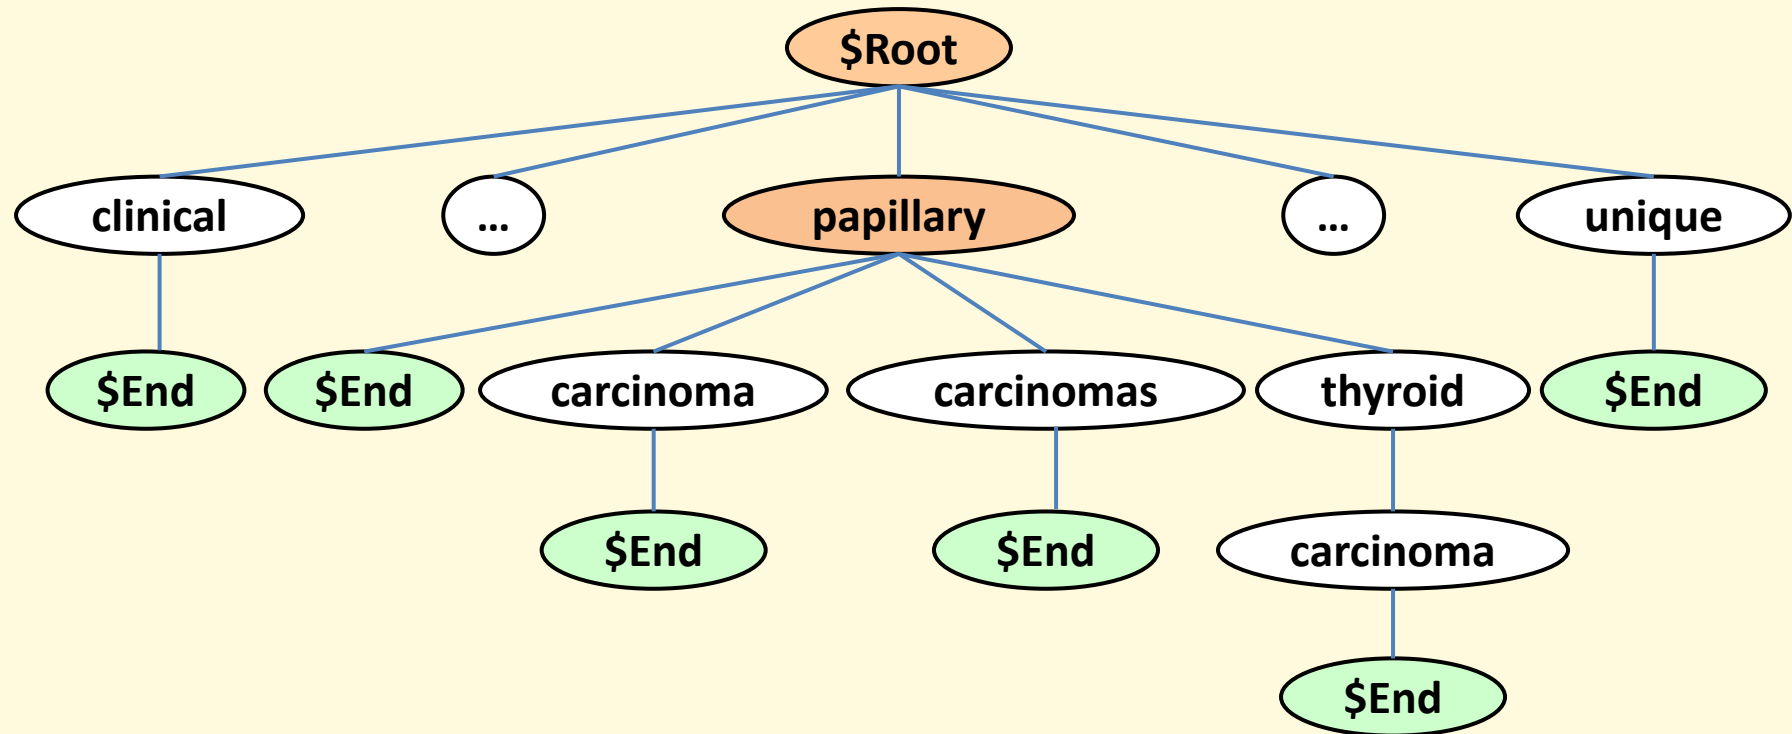 $Root
clinical
...
papillary
...
unique
$End
$End
carcinoma
carcinomas
thyroid
$End
$End
$End
carcinoma
$End